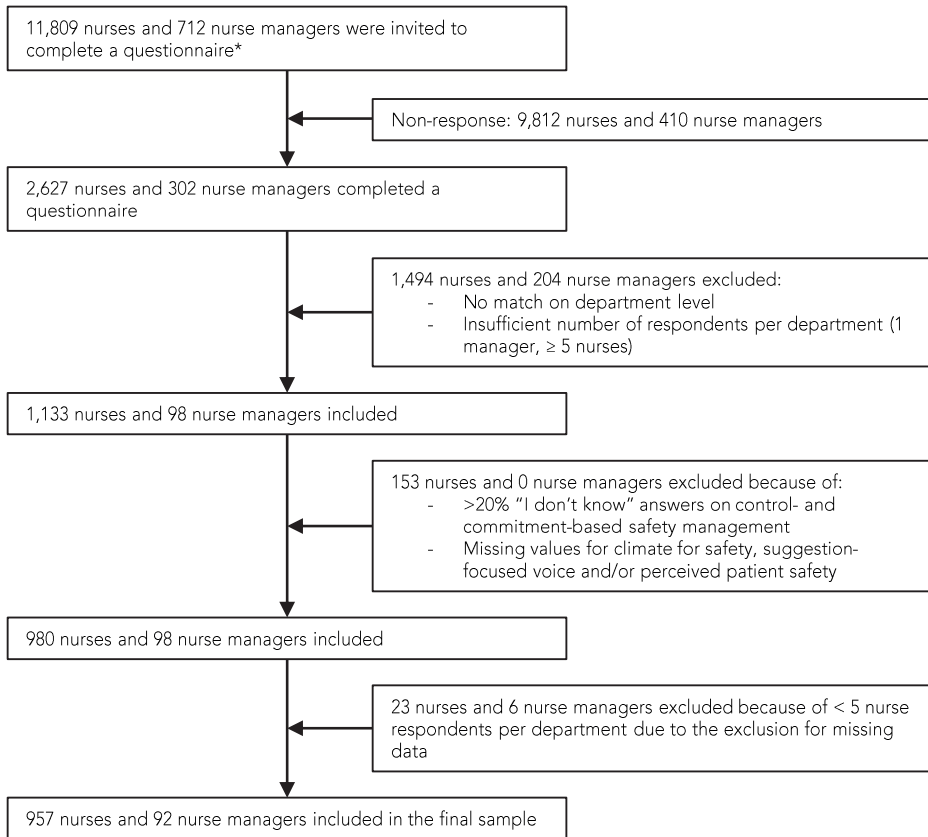 11,809 nurses and 712 nurse managers were invited to
complete a questionnaire*
Non-response: 9,812 nurses and 410 nurse managers
2,627 nurses and 302 nurse managers completed a
questionnaire
1,494 nurses and 204 nurse managers excluded:
- No match on department level
- Insufficient number of respondents per department (1
manager, ≥ 5 nurses)
1,133 nurses and 98 nurse managers included
153 nurses and 0 nurse managers excluded because of:
- >20% “I don’t know” answers on control- and
commitment-based safety management
- Missing values for climate for safety, suggestion-
focused voice and/or perceived patient safety
980 nurses and 98 nurse managers included
23 nurses and 6 nurse managers excluded because of < 5 nurse
respondents per department due to the exclusion for missing
data
957 nurses and 92 nurse managers included in the final sample